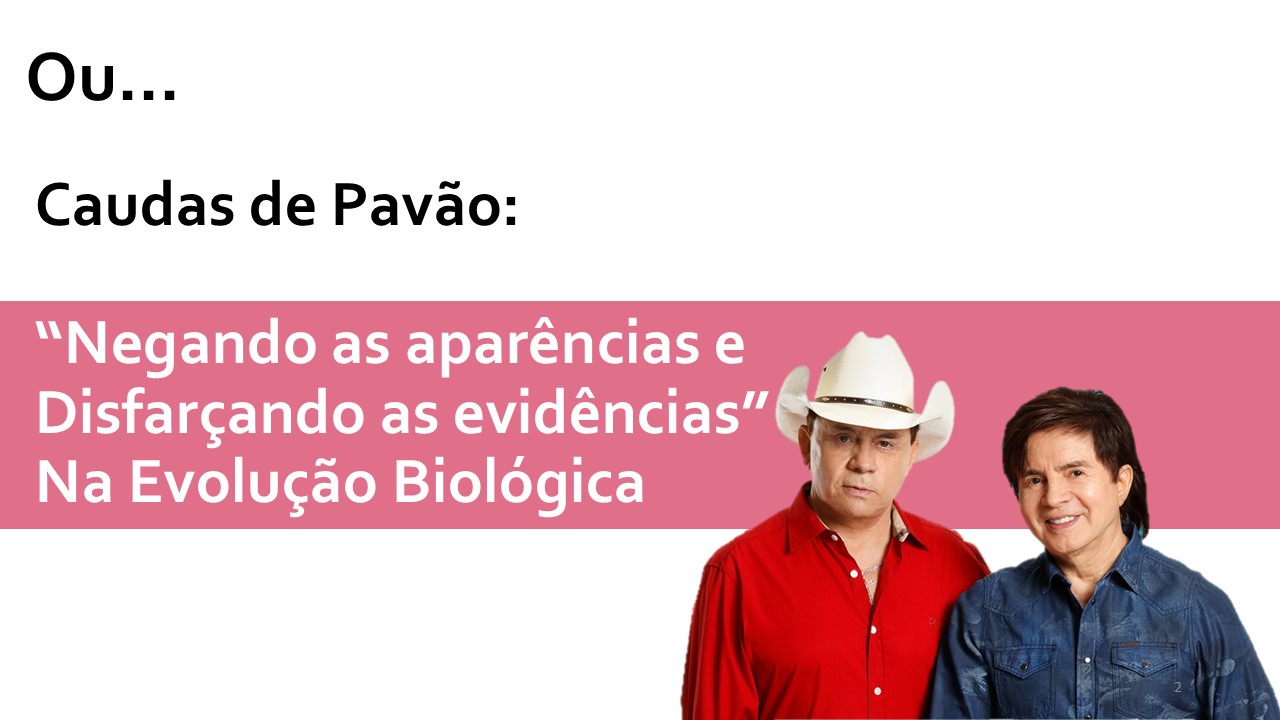 Ou...
Caudas de Pavão:
“Negando as aparências e
Disfarçando as evidências”
Na Evolução Biológica
2